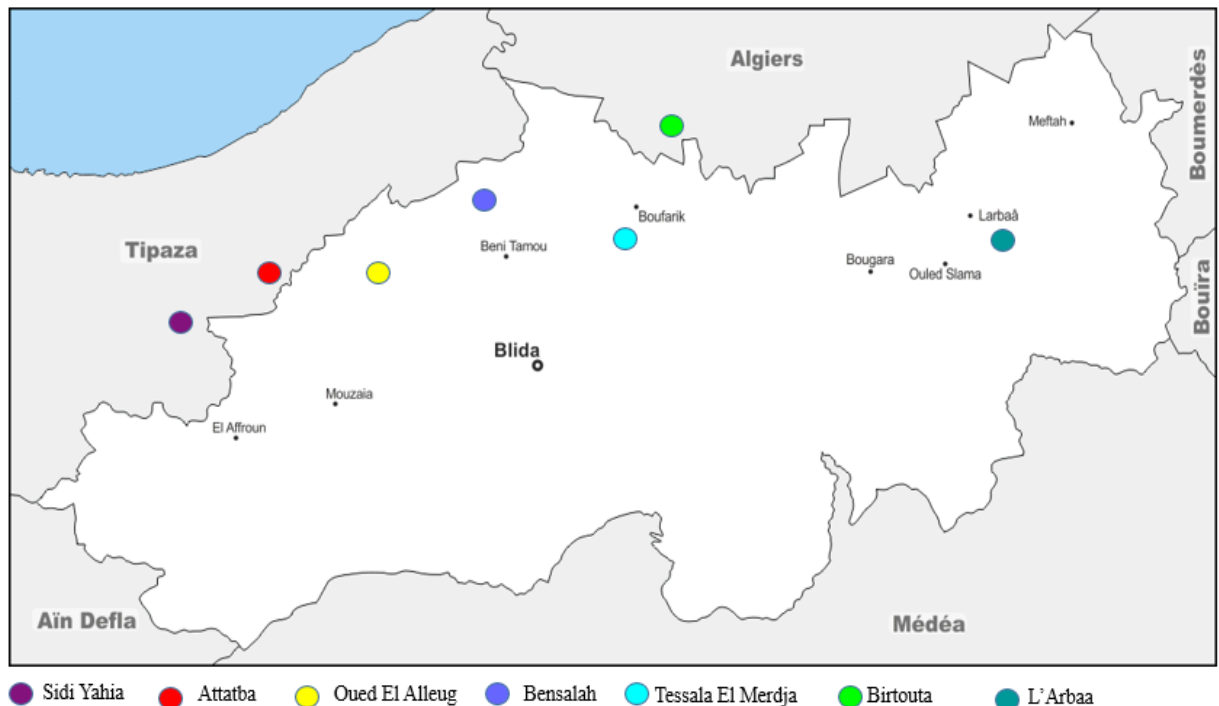 Algiers
Boumerdès
Meftah
Larbaâ
Boufarik
Tipaza
Beni Tamou
Bougara
Ouled Slama
Bouïra
Blida
Mouzaia
El Affroun
Aïn Defla
Médéa
Sidi Yahia
Attatba
Oued El Alleug
Bensalah
Tessala El Merdja
Birtouta
L'Arbaa